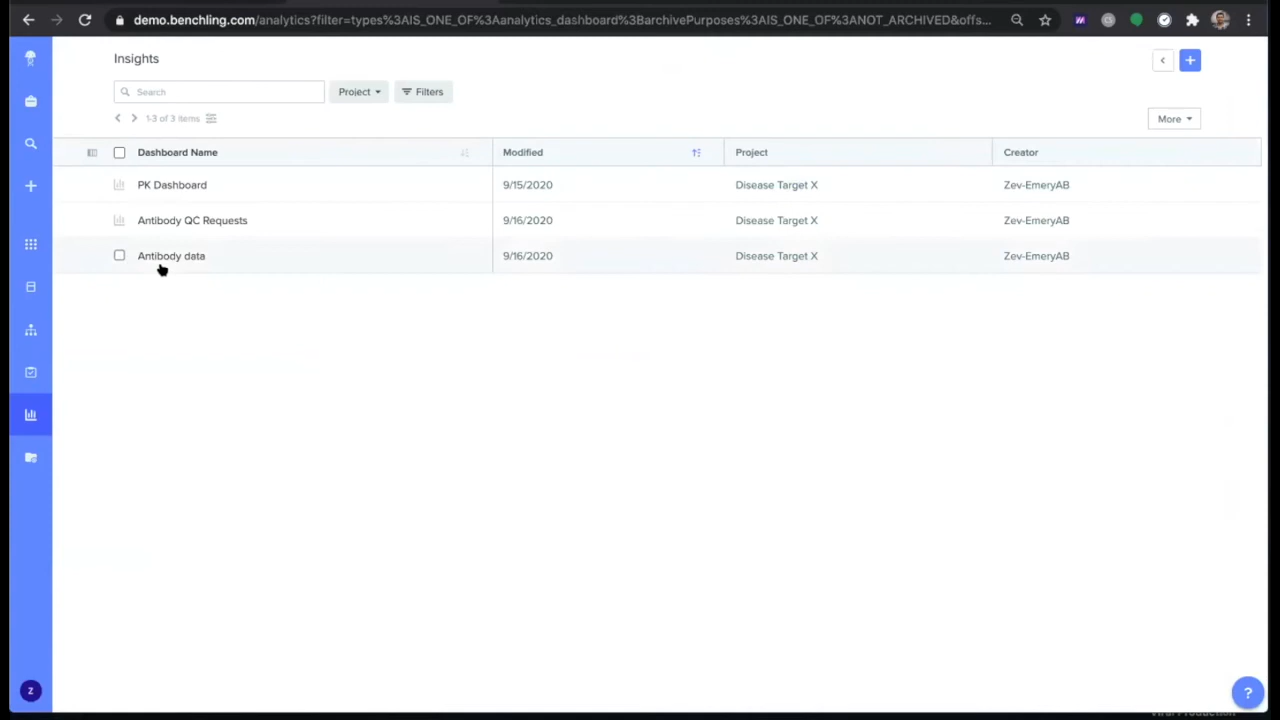 demo.benchling.com/analytics?filter=types%3AIS_ONE_OF%3Aanalytics_dashboard%3BarchivePurposes%3AIS_ONE_OF%3ANOT_ARCHIVED&offs...
Insights
Search
Project
Filters
1-3 of 3 items
More
Dashboard Name Modified Project Creator
PK Dashboard 9/15/2020 Disease Target X Zev-EmeryAB
Antibody QC Requests 9/16/2020 Disease Target X Zev-EmeryAB
Antibody data 9/16/2020 Disease Target X Zev-EmeryAB
Z
?